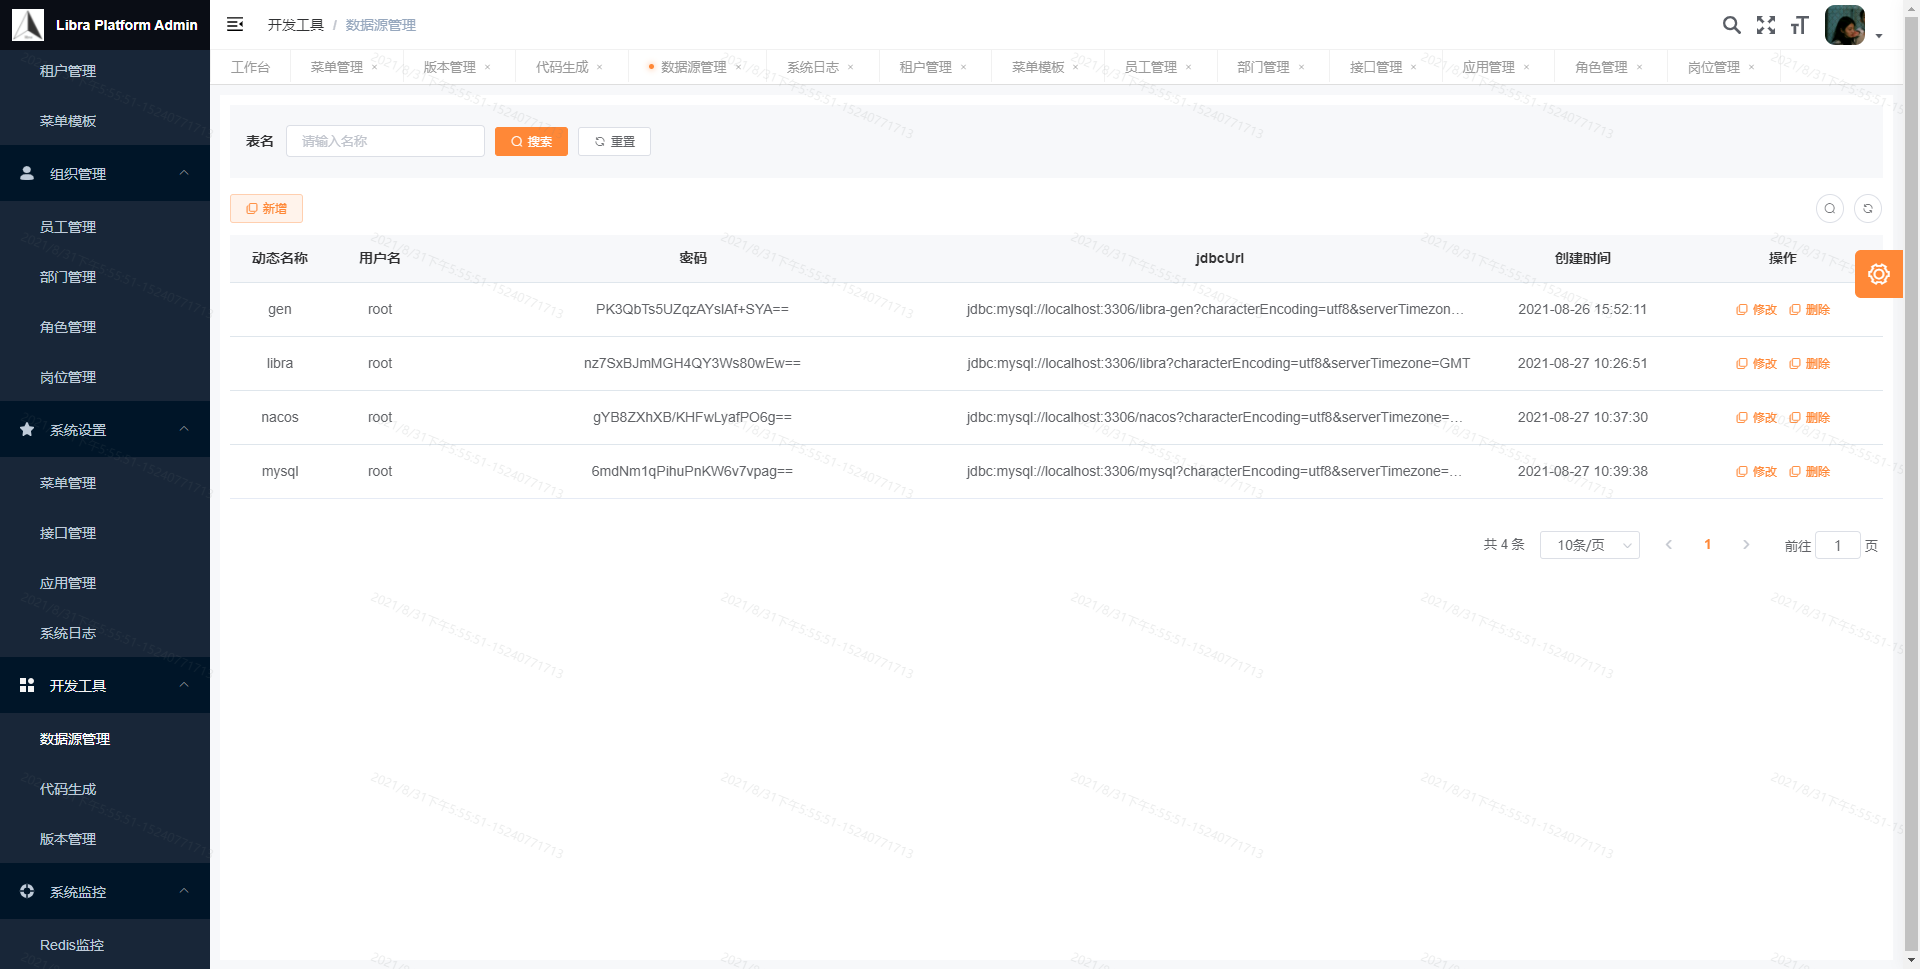 Libra Platform Admin
开发工具 / 数据源管理
工作台 菜单管理 × 版本管理 × 代码生成 × 数据源管理 × 系统日志 × 租户管理 × 菜单模板 × 员工管理 × 部门管理 × 接口管理 × 应用管理 × 角色管理 × 岗位管理 ×
租户管理
菜单模板
组织管理
员工管理
部门管理
角色管理
岗位管理
系统设置
菜单管理
接口管理
应用管理
系统日志
开发工具
数据源管理
代码生成
版本管理
系统监控
Redis监控
表名 请输入名称 搜索 重置
新增
动态名称 用户名 密码 jdbcUrl 创建时间 操作
gen root PK3QbTs5UZqzAYsIAf+SYA== jdbc:mysql://localhost:3306/libra-gen?characterEncoding=utf8&serverTimezon... 2021-08-26 15:52:11 修改 删除
libra root nz7SxBJmMGH4QY3Ws80wEw== jdbc:mysql://localhost:3306/libra?characterEncoding=utf8&serverTimezone=GMT 2021-08-27 10:26:51 修改 删除
nacos root gYB8ZXhXB/KHFwLyafPO6g== jdbc:mysql://localhost:3306/nacos?characterEncoding=utf8&serverTimezone=... 2021-08-27 10:37:30 修改 删除
mysql root 6mdNm1qPihuPnKW6v7vpag== jdbc:mysql://localhost:3306/mysql?characterEncoding=utf8&serverTimezone=... 2021-08-27 10:39:38 修改 删除
共 4 条 10条/页 1 前往 1 页
2021/8/31下午5:55:51-15240771713